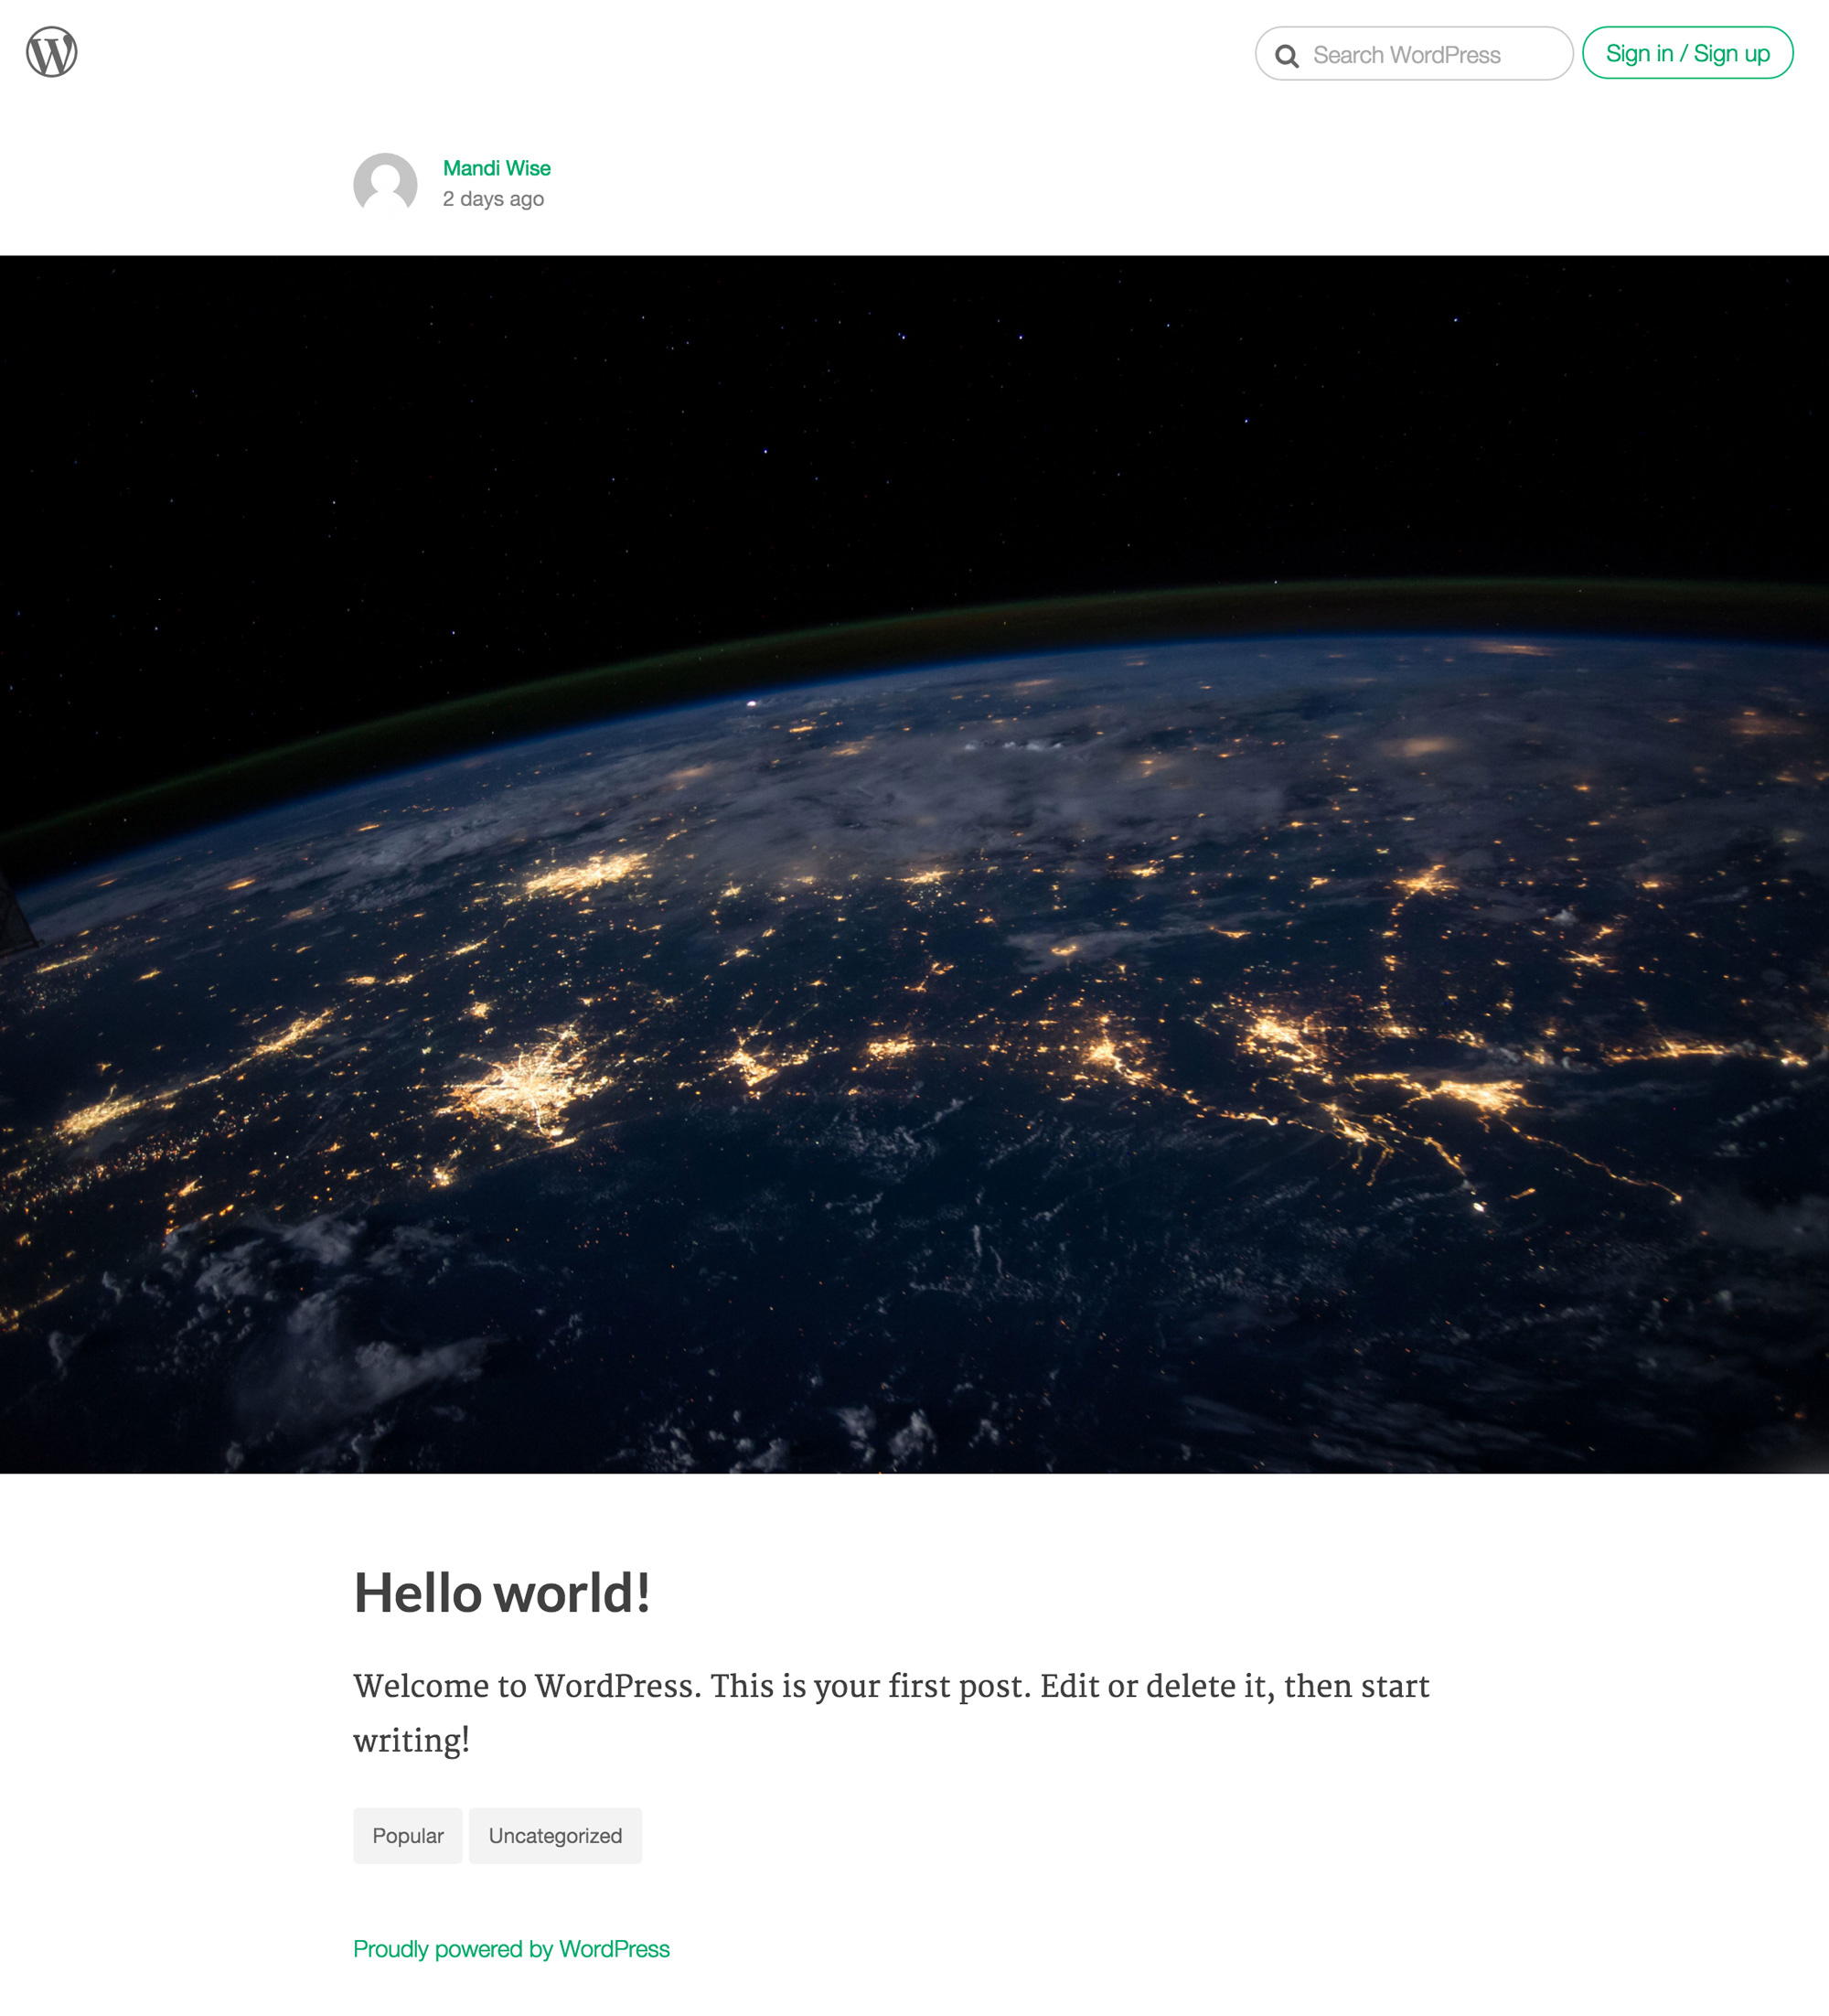 Search WordPress
Sign in / Sign up
Mandi Wise
2 days ago
Hello world!
Welcome to WordPress. This is your first post. Edit or delete it, then start
writing!
Popular
Uncategorized
Proudly powered by WordPress